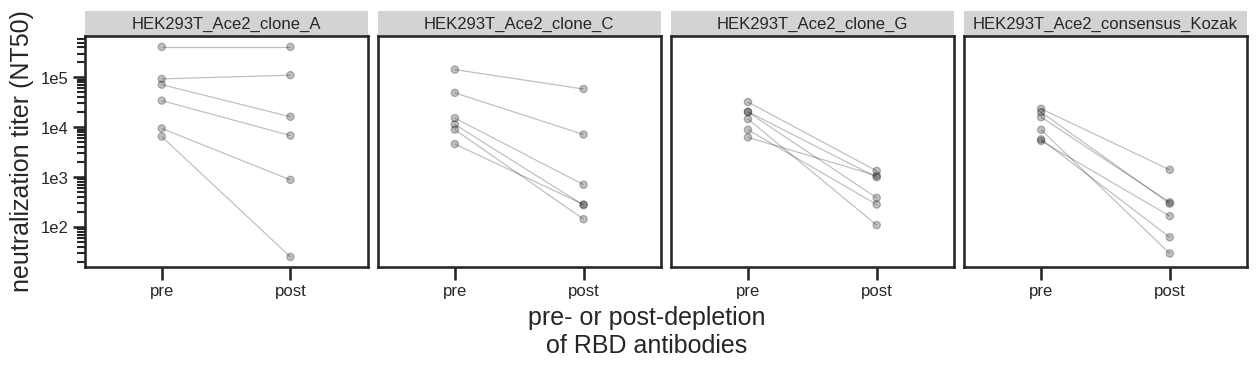 HEK293T_Ace2_clone_A
HEK293T_Ace2_clone_C
HEK293T_Ace2_clone_G
HEK293T_Ace2_consensus_Kozak
neutralization titer (NT50)
1e5
1e4
1e3
1e2
pre
post
pre
post
pre
post
pre
post
pre- or post-depletion
of RBD antibodies